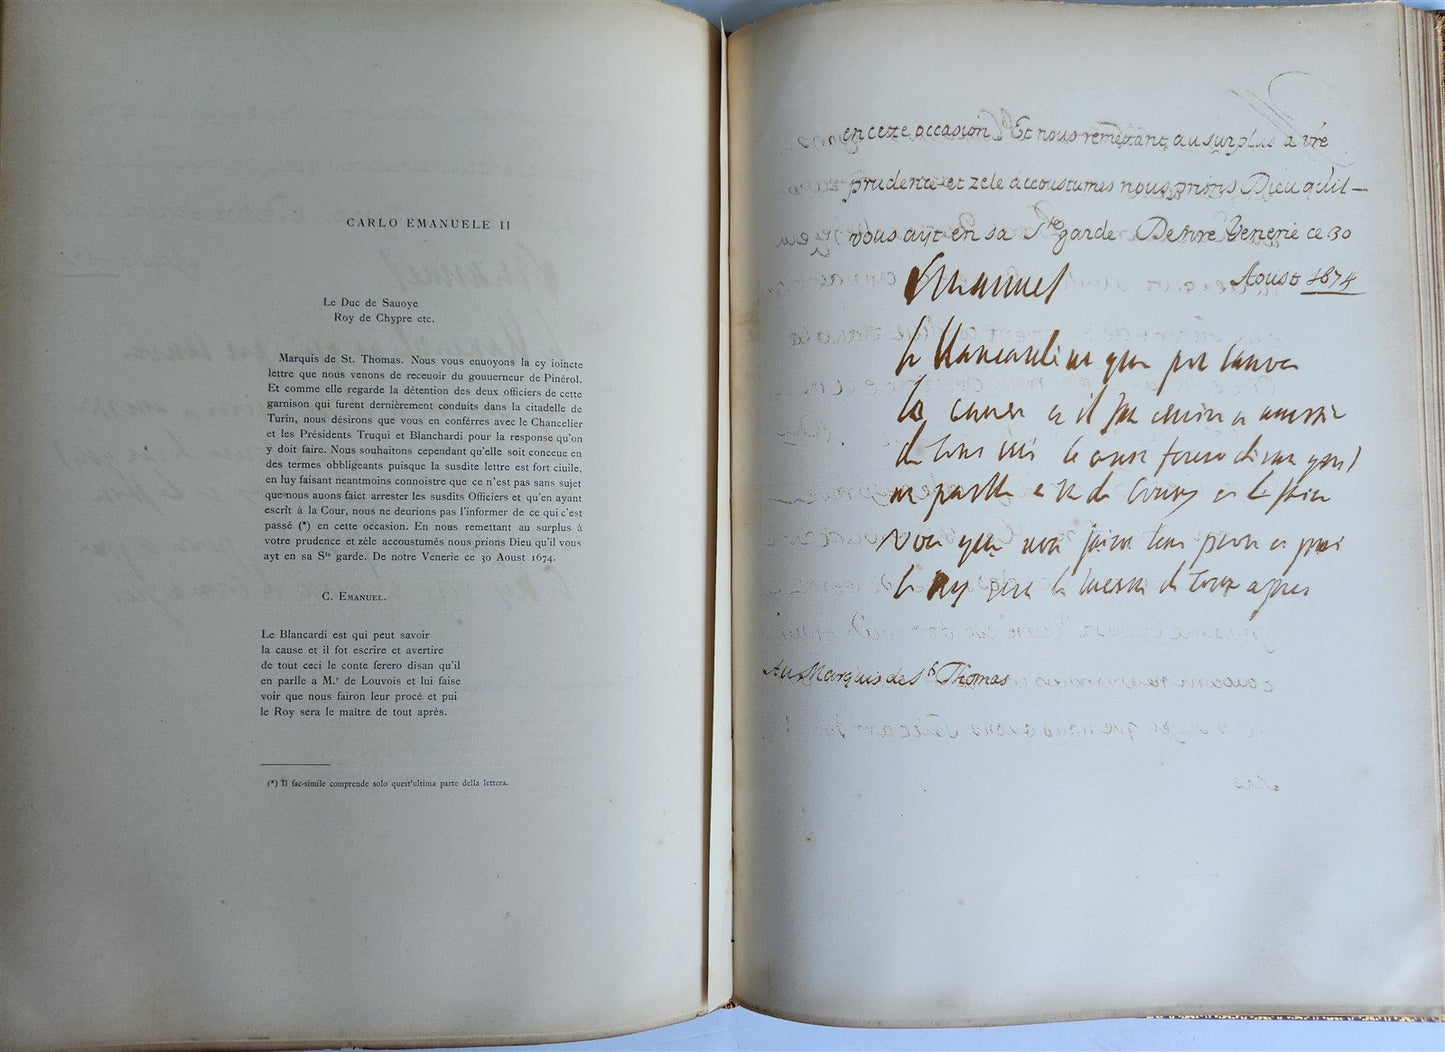 CARLO EMANUELE II
Le Duc de Sauoye
Roy de Chypre etc.
Marquis de St. Thomas. Nous vous enuoyons la cy ioincte
lettre que nous venons de receuoir du gouuerneur de Pinérol.
Et comme elle regarde la détention des deux officiers de cette
garnison qui furent dernièrement conduits dans la citadelle de
Turin, nous désirons que vous en conférres avec le Chancelier
et les Présidents Truqui et Blanchardi pour la response qu'on
y doit faire. Nous souhaitons cependant qu'elle soit conceue en
des termes obbligeants puisque la susdite lettre est fort ciuile,
en luy faisant neantmoins connoistre que ce n'est pas sans sujet
que nous auons faict arrester les susdits Officiers et qu'en ayant
escrit à la Cour, nous ne deurions pas l'informer de ce qui c'est
passé (*) en cette occasion. En nous remettant au surplus à
votre prudence et zèle accoustumés nous prions Dieu qu'il vous
ayt en sa Ste garde. De notre Venerie ce 30 Aoust 1674.
C. Emanuel.
Le Blancardi est qui peut savoir
la cause et il fot escrire et avertire
de tout ceci le conte ferero disan qu'il
en parlle a M.r de Louvois et lui faise
voir que nous fairon leur procé et pui
le Roy sera le maître de tout après.
(*) Il fac-simile comprende solo quest'ultima parte della lettera.
en cete occasion Et nous remettant au surplus a vre
prudence et zele accoustumes nous prions Dieu quil
vous ayt en sa Ste garde De nre Venerie ce 30
Aoust 1674
Emanuel
Au Marquis de St Thomas